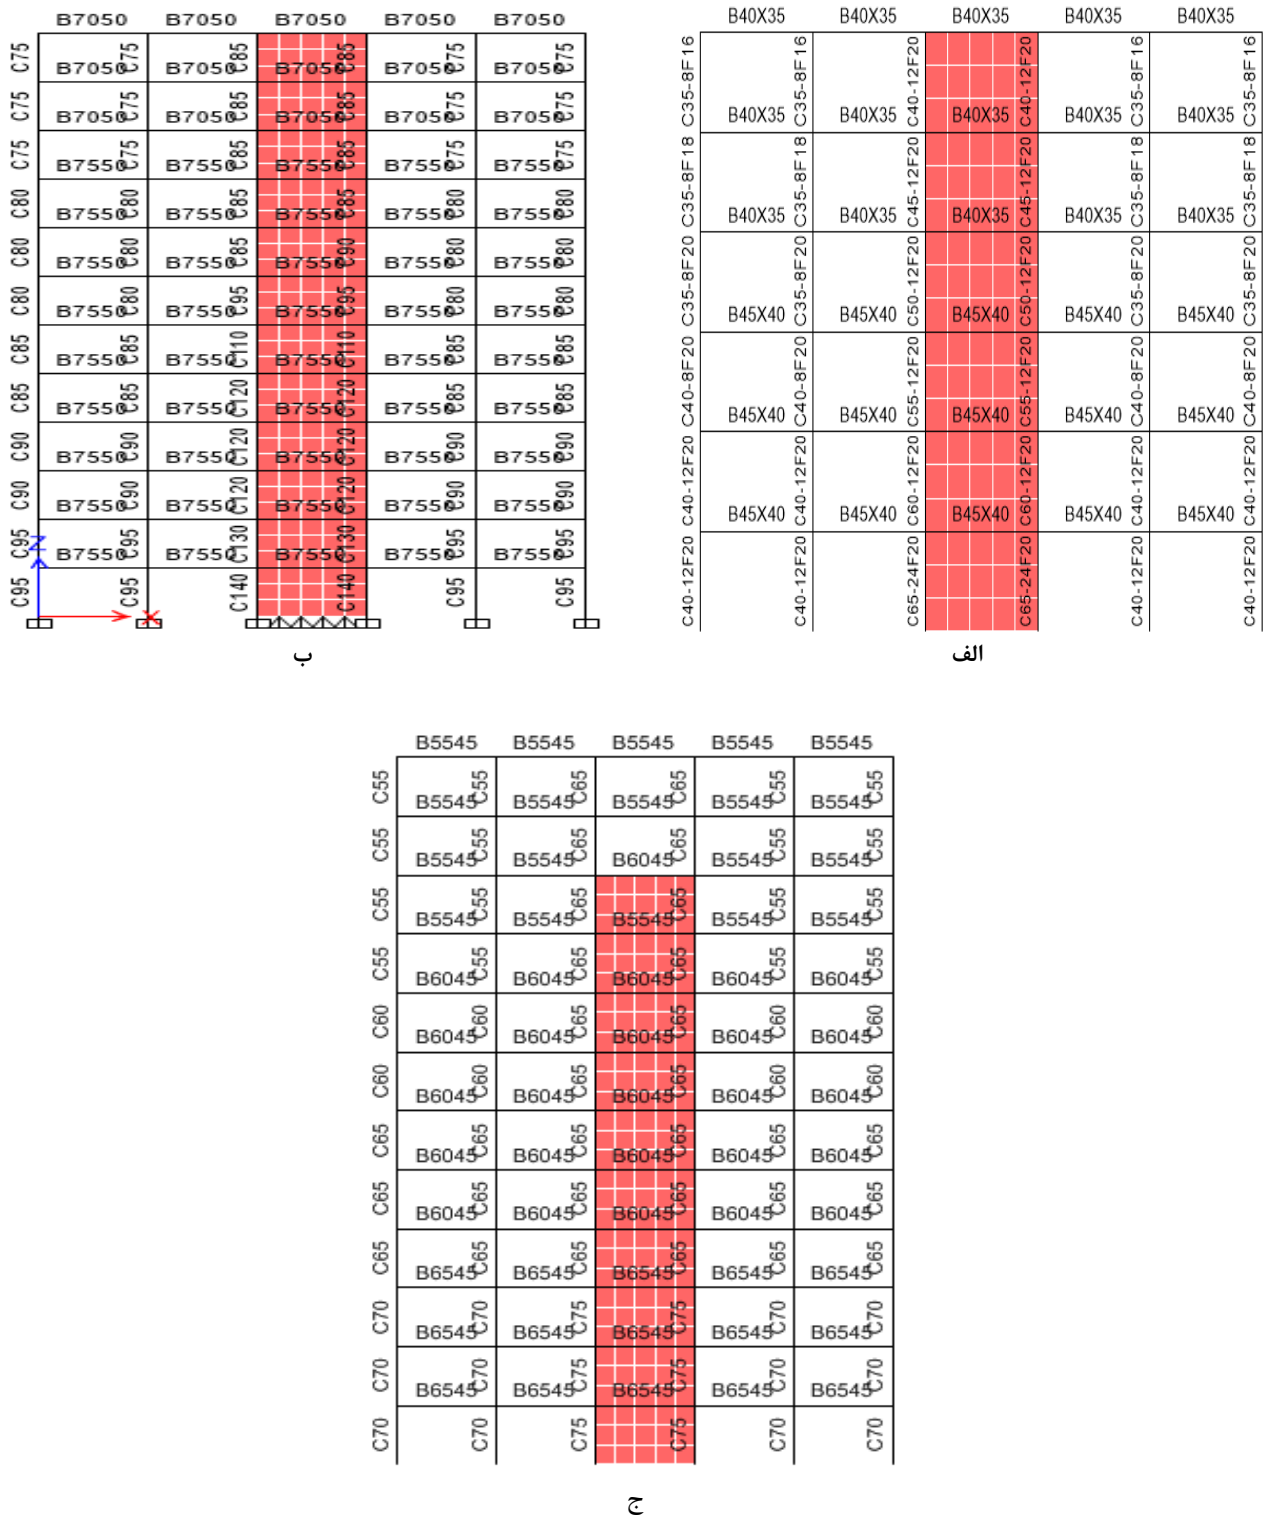 B7050 B7050 B7050 B7050 B7050
C75 B7050 C75 B7050 C85 B7050 C85 B7050 C75 B7050 C75
C75 B7050 C75 B7050 C85 B7050 C85 B7050 C75 B7050 C75
C75 B7550 C75 B7550 C85 B7550 C85 B7550 C75 B7550 C75
C80 B7550 C80 B7550 C85 B7550 C85 B7550 C80 B7550 C80
C80 B7550 C80 B7550 C85 B7550 C90 B7550 C80 B7550 C80
C80 B7550 C80 B7550 C95 B7550 C95 B7550 C80 B7550 C80
C85 B7550 C85 B7550 C110 B7550 C110 B7550 C85 B7550 C85
C85 B7550 C85 B7550 C120 B7550 C120 B7550 C85 B7550 C85
C90 B7550 C90 B7550 C120 B7550 C120 B7550 C90 B7550 C90
C90 B7550 C90 B7550 C120 B7550 C120 B7550 C90 B7550 C90
C95 Z B7550 C95 B7550 C130 B7550 C130 B7550 C95 B7550 C95
C95 C95 C140 C140 C95 C95
X
ب
B40X35 B40X35 B40X35 B40X35 B40X35
C35-8F16 B40X35 C35-8F16 B40X35 C40-12F20 B40X35 C40-12F20 B40X35 C35-8F16 B40X35 C35-8F16
C35-8F18 B40X35 C35-8F18 B40X35 C45-12F20 B40X35 C45-12F20 B40X35 C35-8F18 B40X35 C35-8F18
C35-8F20 B45X40 C35-8F20 B45X40 C50-12F20 B45X40 C50-12F20 B45X40 C35-8F20 B45X40 C35-8F20
C40-8F20 B45X40 C40-8F20 B45X40 C55-12F20 B45X40 C55-12F20 B45X40 C40-8F20 B45X40 C40-8F20
C40-12F20 B45X40 C40-12F20 B45X40 C60-12F20 B45X40 C60-12F20 B45X40 C40-12F20 B45X40 C40-12F20
C40-12F20 C40-12F20 C65-24F20 C65-24F20 C40-12F20 C40-12F20
الف
B5545 B5545 B5545 B5545 B5545
C55 B5545 C55 B5545 C65 B5545 C65 B5545 C55 B5545 C55
C55 B5545 C55 B5545 C65 B6045 C65 B5545 C55 B5545 C55
C55 B5545 C55 B5545 C65 B5545 C65 B5545 C55 B5545 C55
C55 B6045 C55 B6045 C65 B6045 C65 B6045 C55 B6045 C55
C60 B6045 C60 B6045 C65 B6045 C65 B6045 C60 B6045 C60
C60 B6045 C60 B6045 C65 B6045 C65 B6045 C60 B6045 C60
C65 B6045 C65 B6045 C65 B6045 C65 B6045 C65 B6045 C65
C65 B6045 C65 B6045 C65 B6045 C65 B6045 C65 B6045 C65
C65 B6545 C65 B6545 C65 B6545 C65 B6545 C65 B6545 C65
C70 B6545 C70 B6545 C75 B6545 C75 B6545 C70 B6545 C70
C70 B6545 C70 B6545 C75 B6545 C75 B6545 C70 B6545 C70
C70 C70 C75 C75 C70 C70
ج